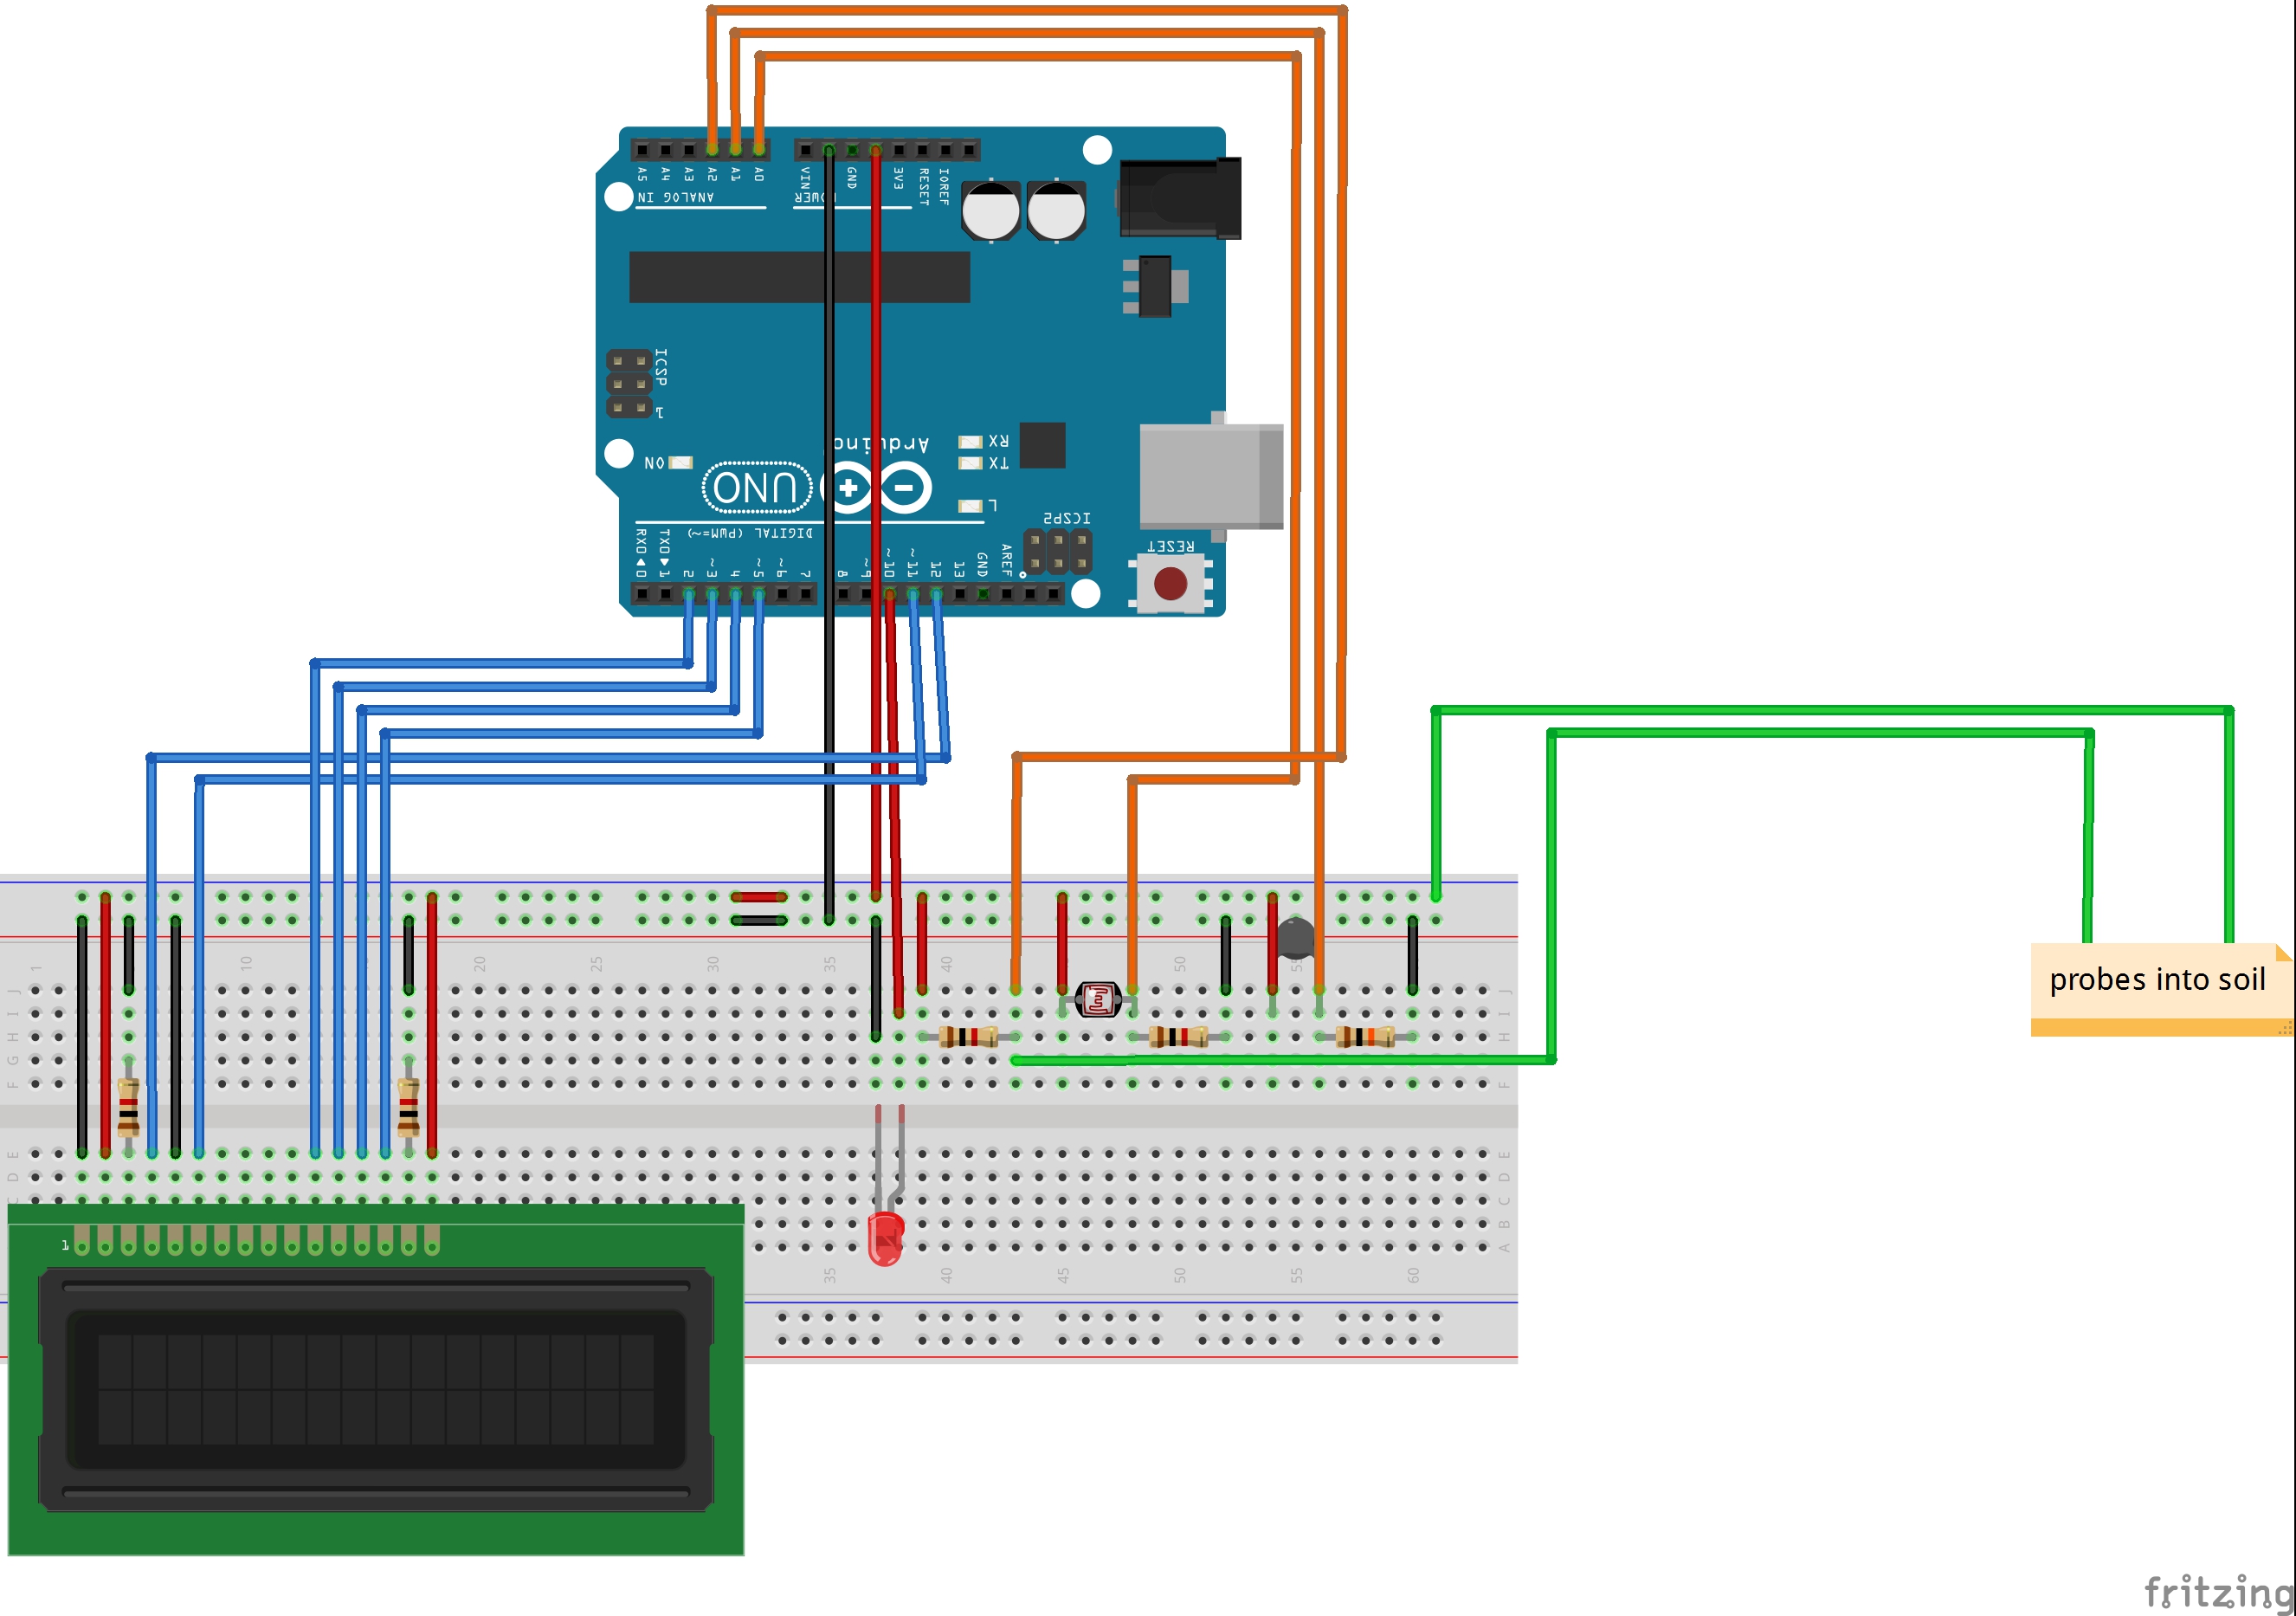 A5 A4 A3 A2 A1 A0
VIN GND 3V3 RESET IOREF
ANALOG IN
ICSP
1
Arduino
RX
TX
ON
UNO
L
ICSP2
DIGITAL (PWM=~)
RESET
RX0 TX0 AREF GND
0 1 2 ~3 4 ~5 ~6 7 8 ~9 ~10 ~11 12 13
1 10 20 25 30 35 40 45 50 55 60
probes into soil
J J
I I
H H
G G
F F
E E
D D
C C
B
A
1
35 40 45 50 55 60
fritzing